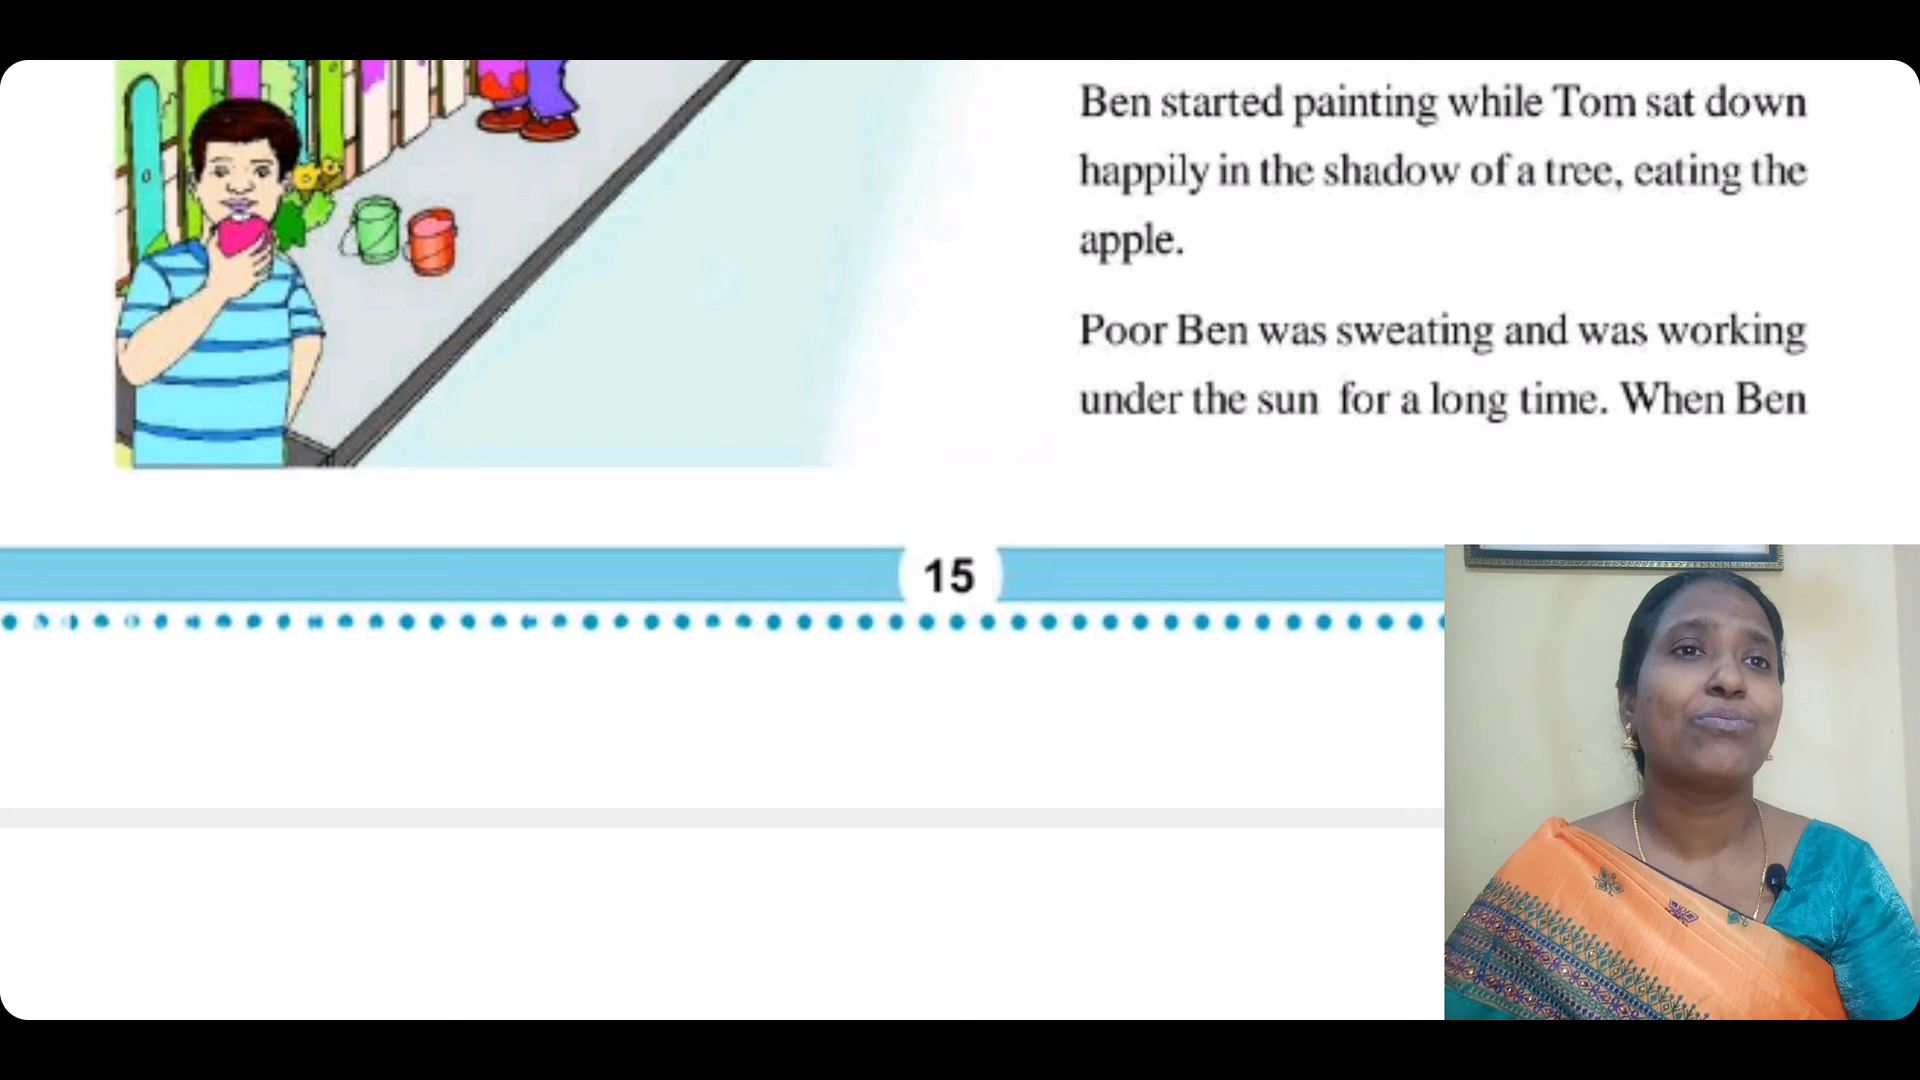 Ben started painting while Tom sat down
happily in the shadow of a tree, eating the
apple.
Poor Ben was sweating and was working
under the sun for a long time. When Ben
15